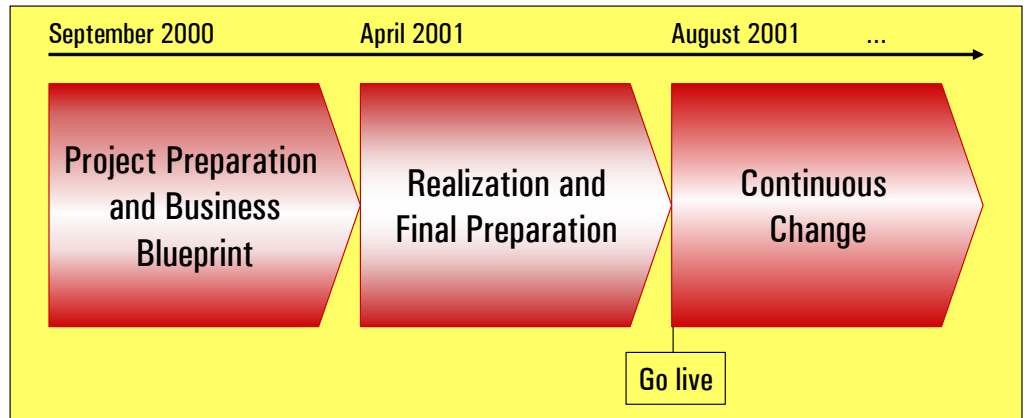 September 2000
April 2001
August 2001 ...
Project Preparation
and Business
Blueprint
Realization and
Final Preparation
Continuous
Change
Go live